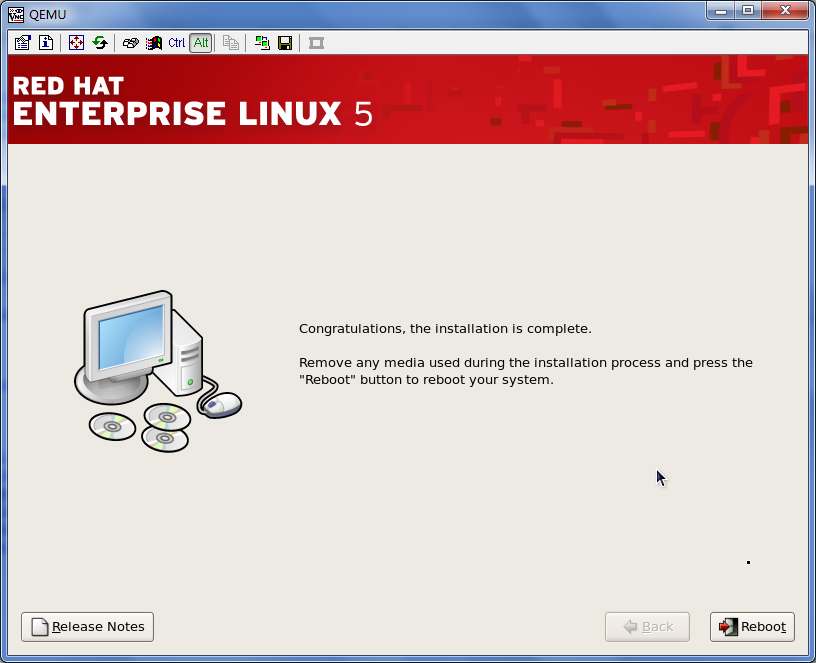 QEMU
Ctrl Alt
RED HAT
ENTERPRISE LINUX 5
Congratulations, the installation is complete.
Remove any media used during the installation process and press the
"Reboot" button to reboot your system.
Release Notes
Back
Reboot